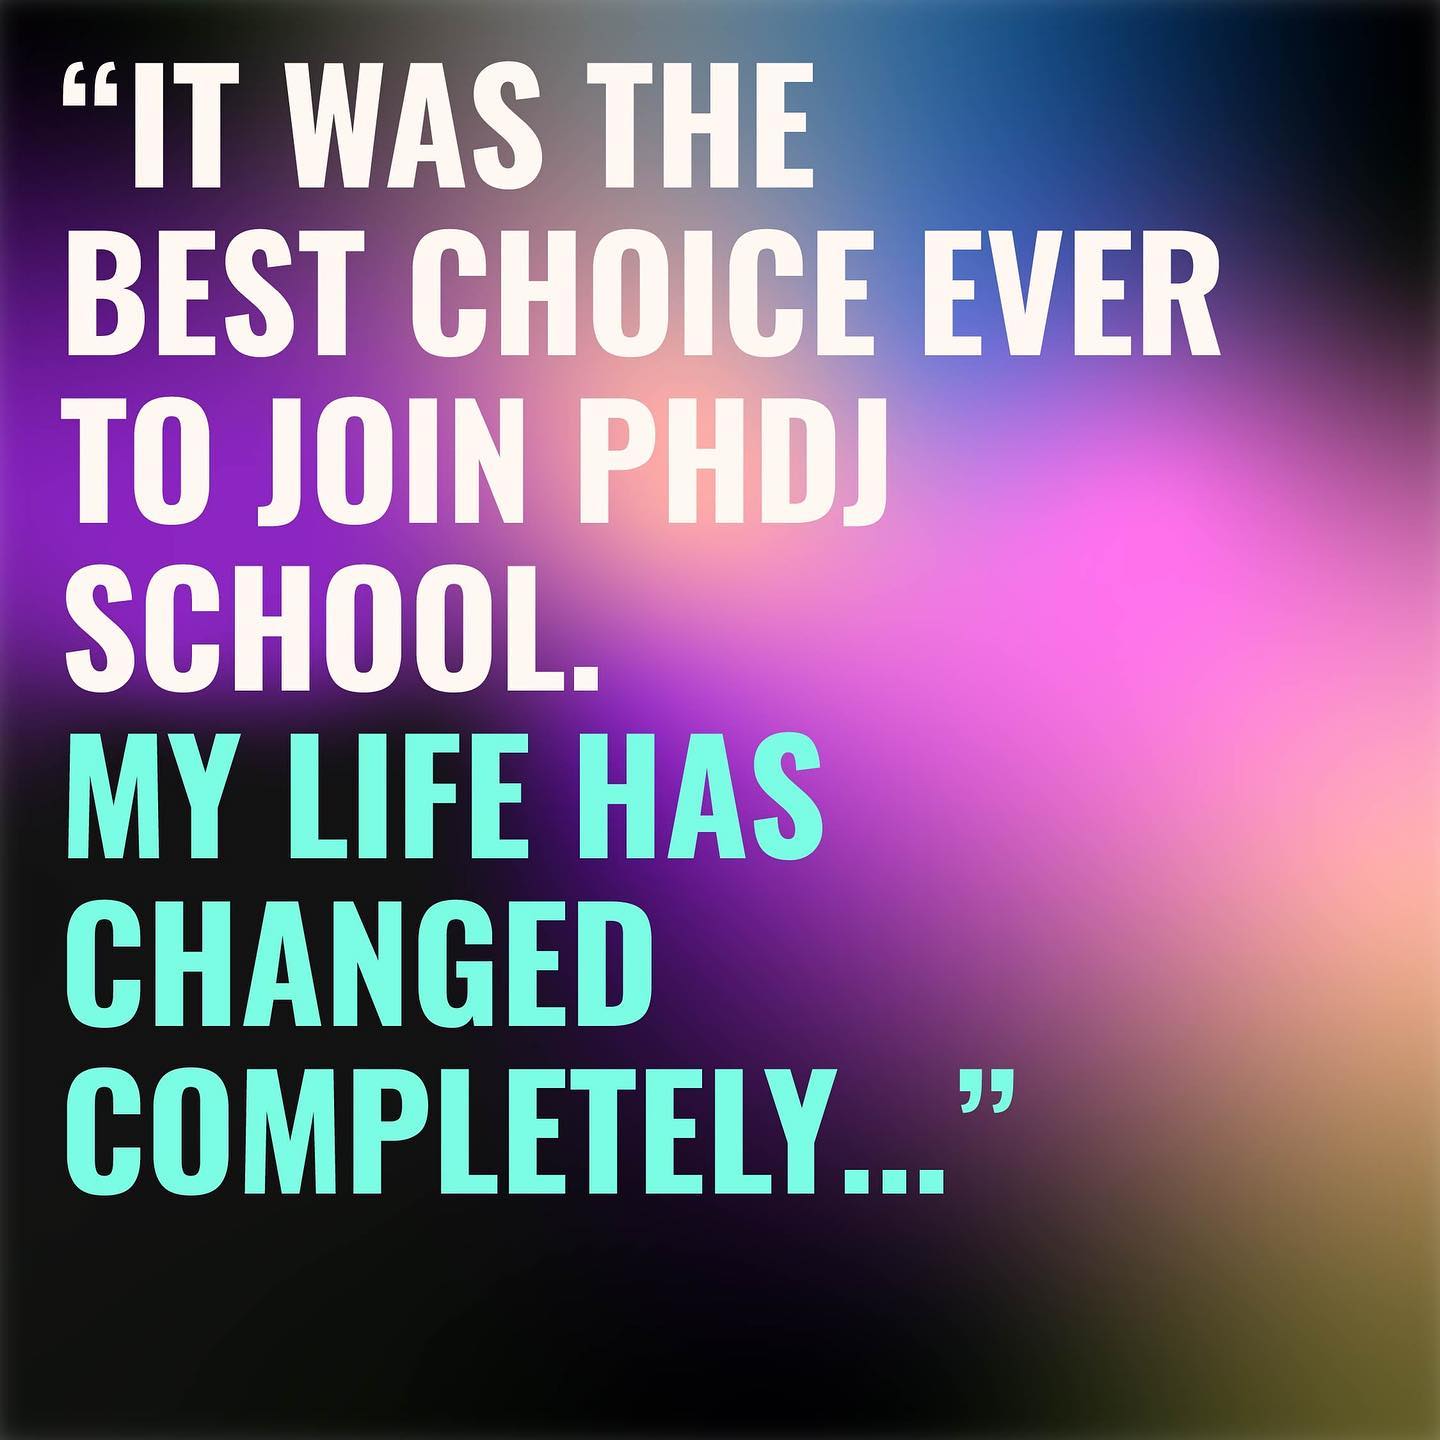 “IT WAS THE
BEST CHOICE EVER
TO JOIN PHDJ
SCHOOL.
MY LIFE HAS
CHANGED
COMPLETELY...”